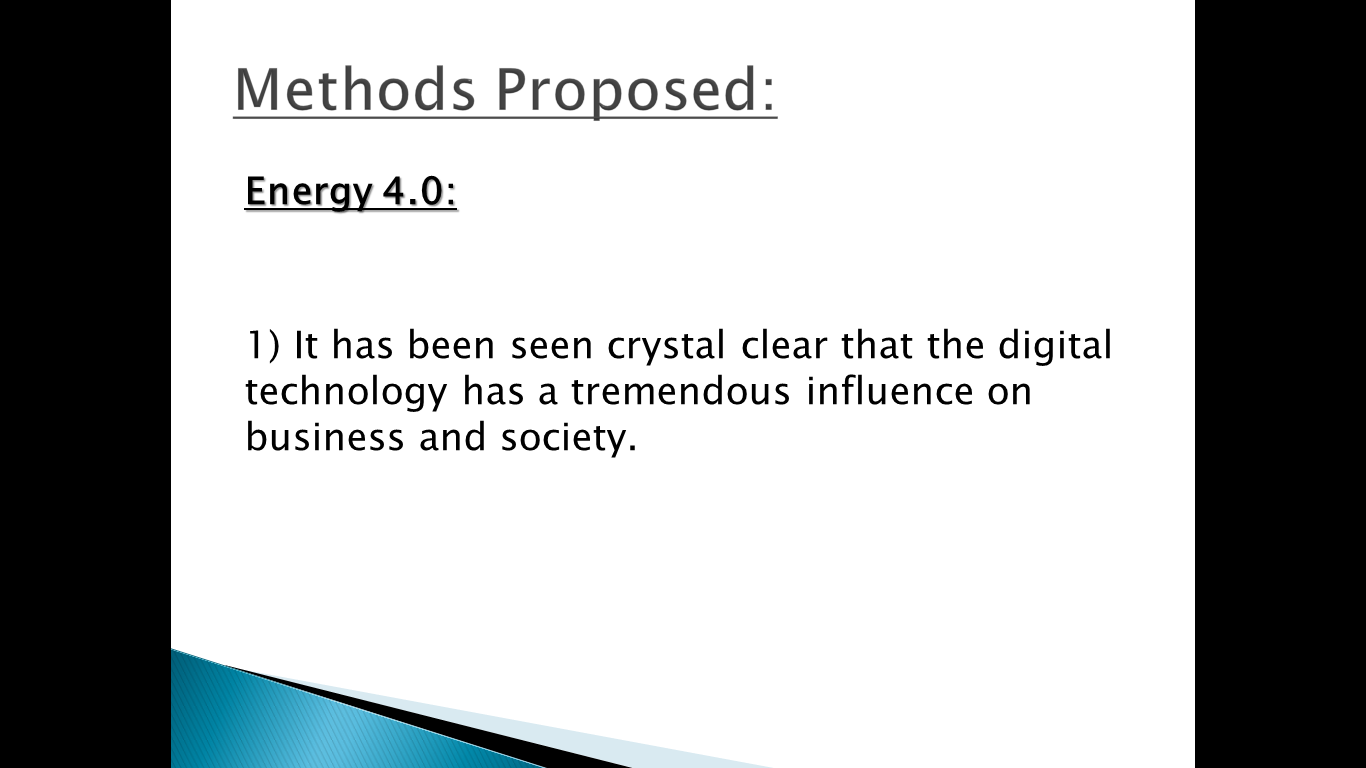 Methods Proposed:
Energy 4.0:
1) It has been seen crystal clear that the digital
technology has a tremendous influence on
business and society.